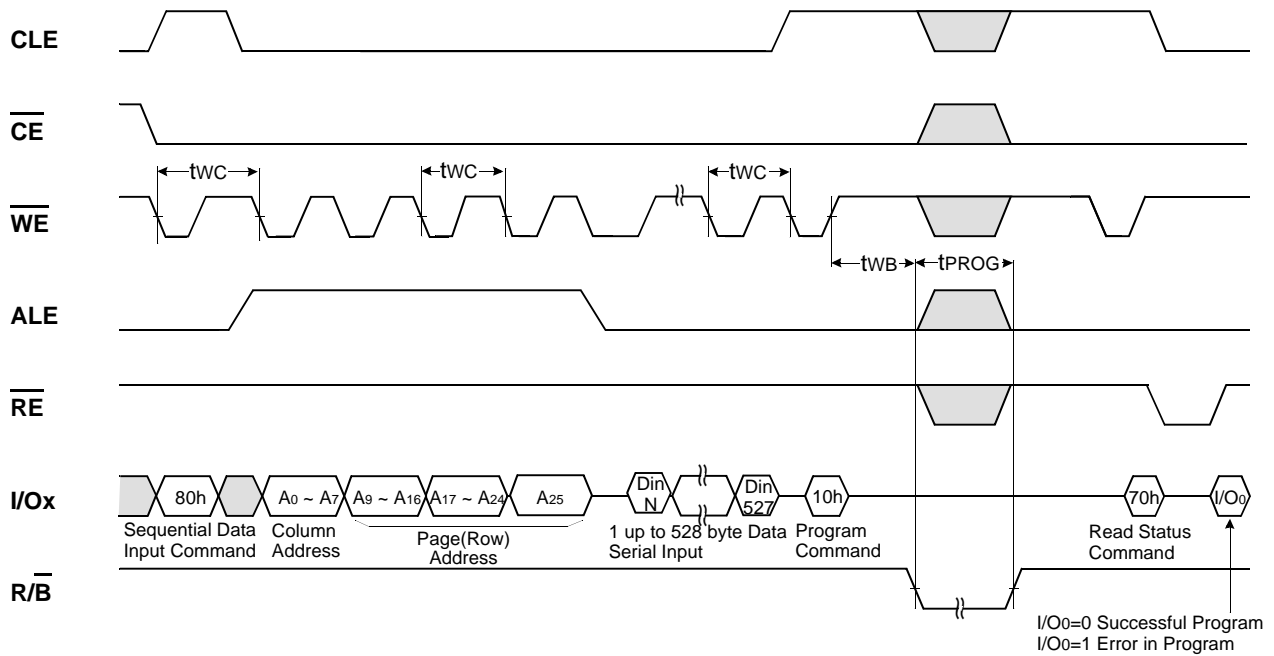 CLE
CE
tWC
tWC
tWC
WE
tWB
tPROG
ALE
RE
I/Ox
80h
A0 ~ A7
A9 ~ A16
A17 ~ A24
A25
Din
N
Din
527
10h
70h
I/O0
Sequential Data
Input Command
Column
Address
Page(Row)
Address
1 up to 528 byte Data
Serial Input
Program
Command
Read Status
Command
R/B
I/O0=0 Successful Program
I/O0=1 Error in Program